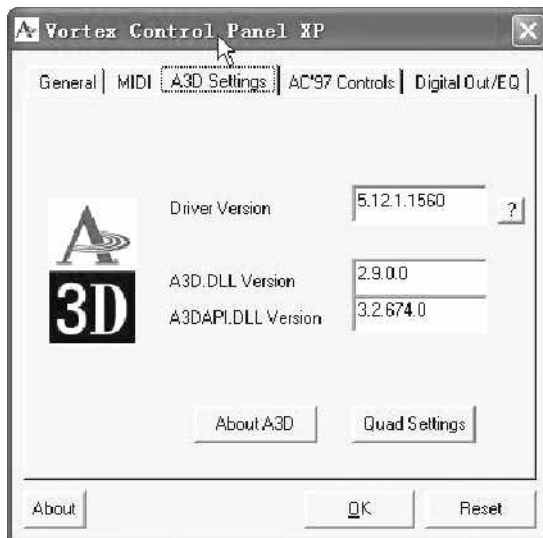 Vortex Control Panel XP
General MIDI A3D Settings AC'97 Controls Digital Out/EQ
Driver Version 5.12.1.1560 ?
A3D.DLL Version 2.9.0.0
A3DAPI.DLL Version 3.2.674.0
A
3D
About A3D Quad Settings
About OK Reset